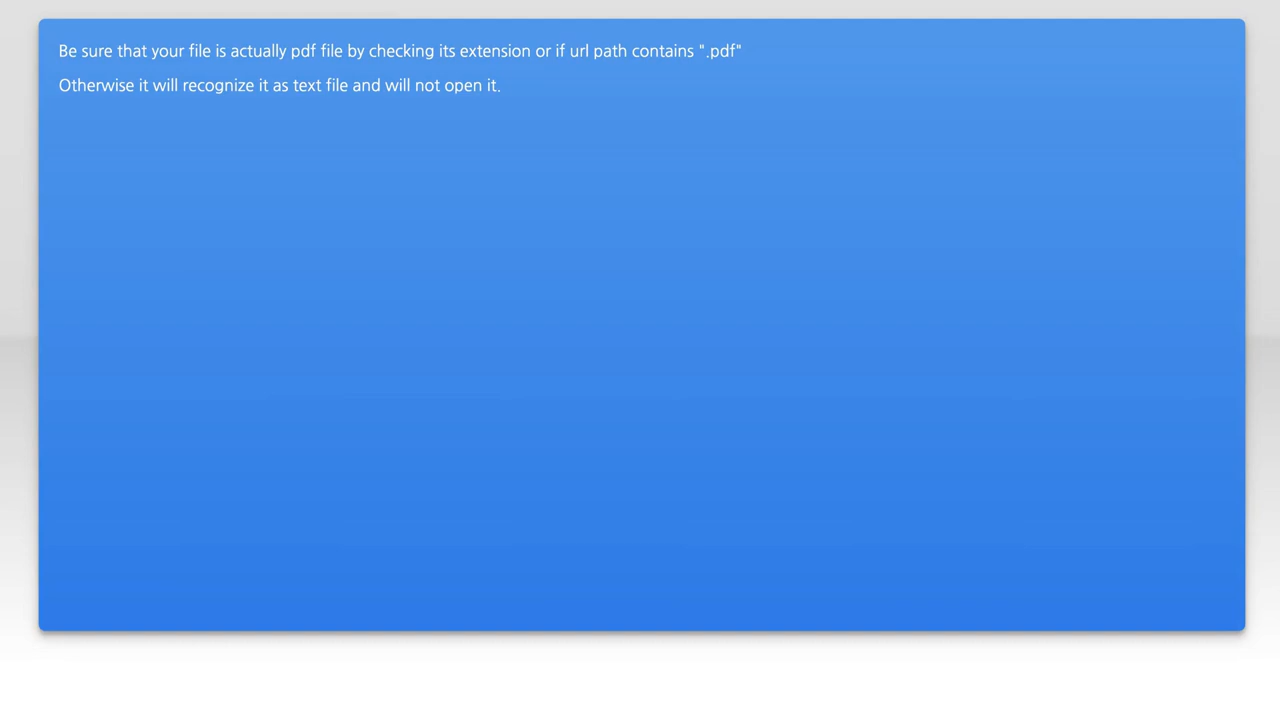 Be sure that your file is actually pdf file by checking its extension or if url path contains ".pdf"
Otherwise it will recognize it as text file and will not open it.